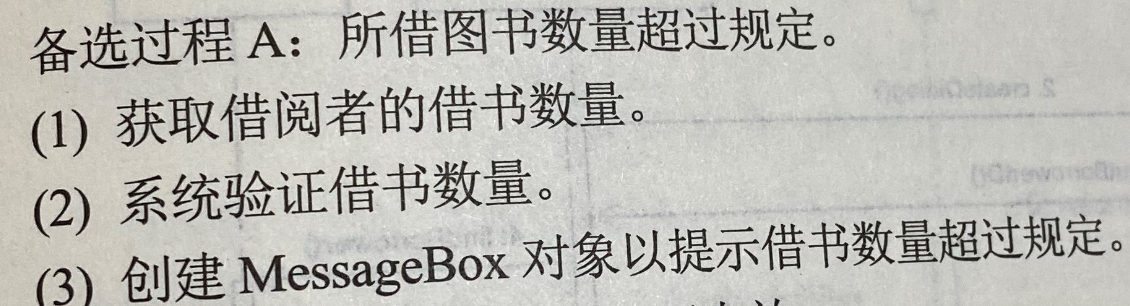 备选过程 A：所借图书数量超过规定。
(1) 获取借阅者的借书数量。
(2) 系统验证借书数量。
(3) 创建 MessageBox 对象以提示借书数量超过规定。